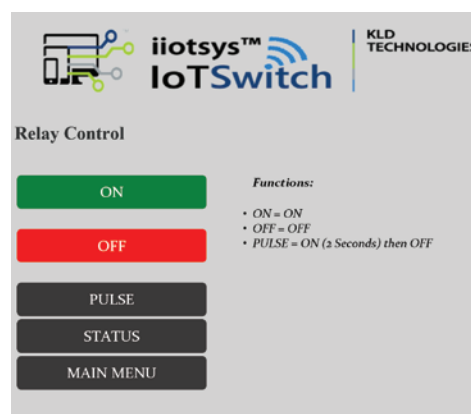 iiotsys™
IoTSwitch
KLD
TECHNOLOGIES
Relay Control
ON
OFF
PULSE
STATUS
MAIN MENU
Functions:
• ON = ON
• OFF = OFF
• PULSE = ON (2 Seconds) then OFF